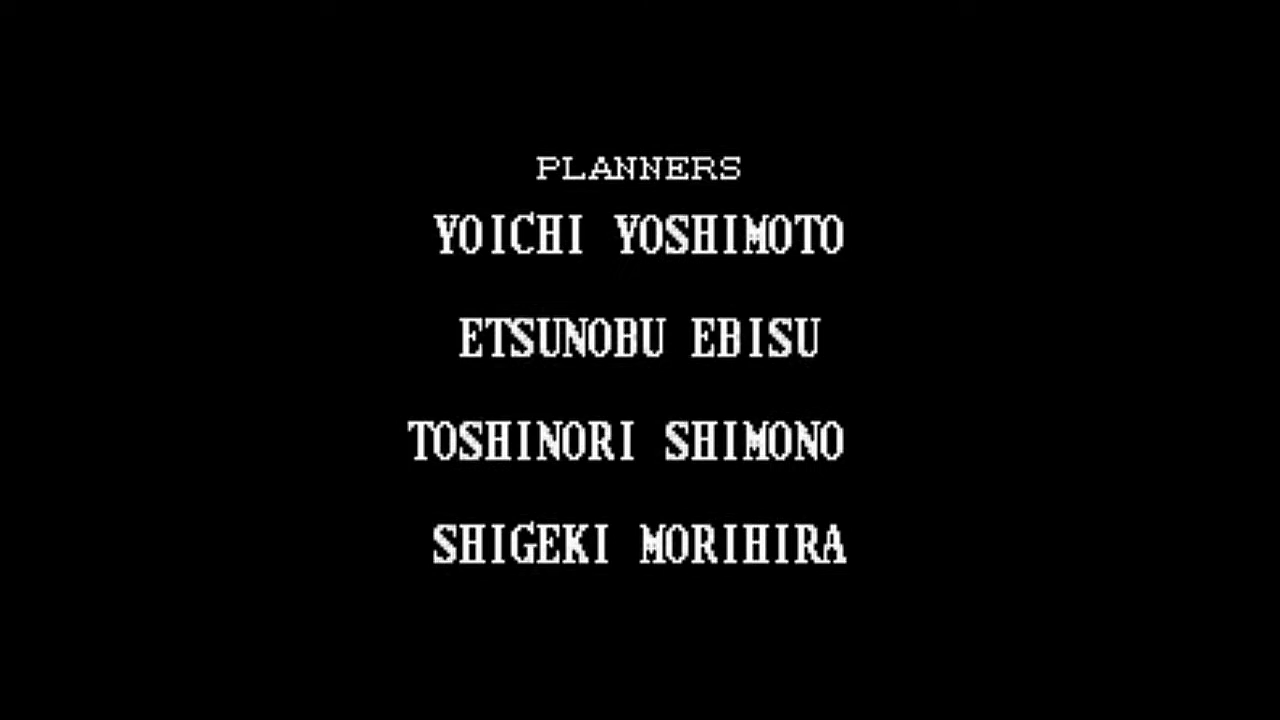 PLANNERS
YOICHI YOSHIMOTO
ETSUNOBU EBISU
TOSHINORI SHIMONO
SHIGEKI MORIHIRA